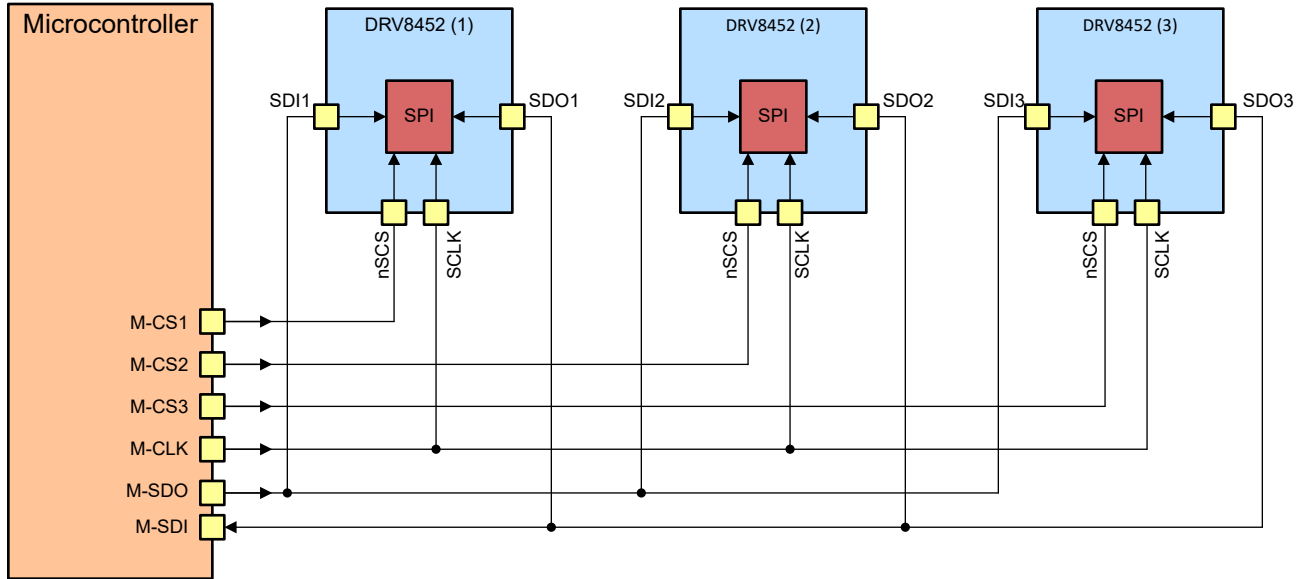 Microcontroller
DRV8452 (1)
DRV8452 (2)
DRV8452 (3)
SDI1
SPI
SDO1
SDI2
SPI
SDO2
SDI3
SPI
SDO3
nSCS
SCLK
nSCS
SCLK
nSCS
SCLK
M-CS1
M-CS2
M-CS3
M-CLK
M-SDO
M-SDI